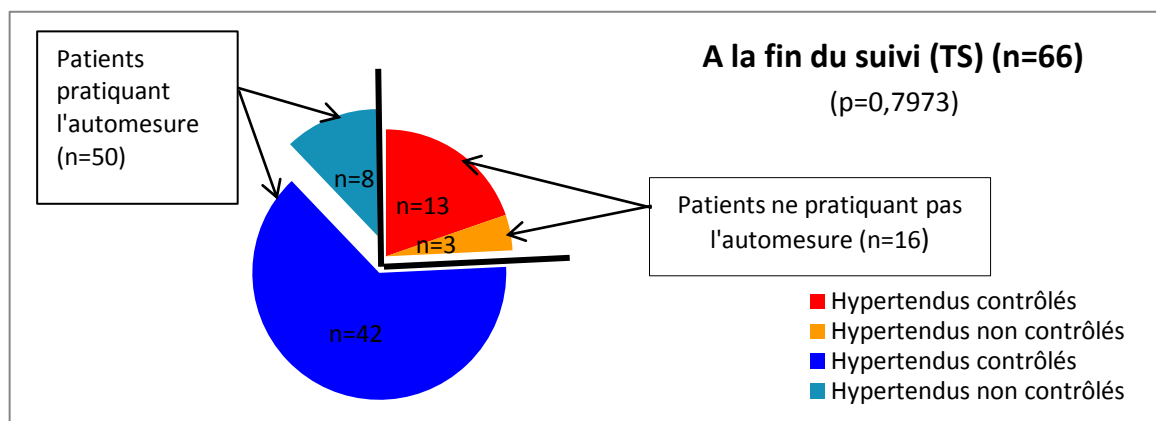 Patients
pratiquant
l'automesure
(n=50)
A la fin du suivi (TS) (n=66)
(p=0,7973)
n=8
n=13
n=3
n=42
Patients ne pratiquant pas
l'automesure (n=16)
Hypertendus contrôlés
Hypertendus non contrôlés
Hypertendus contrôlés
Hypertendus non contrôlés